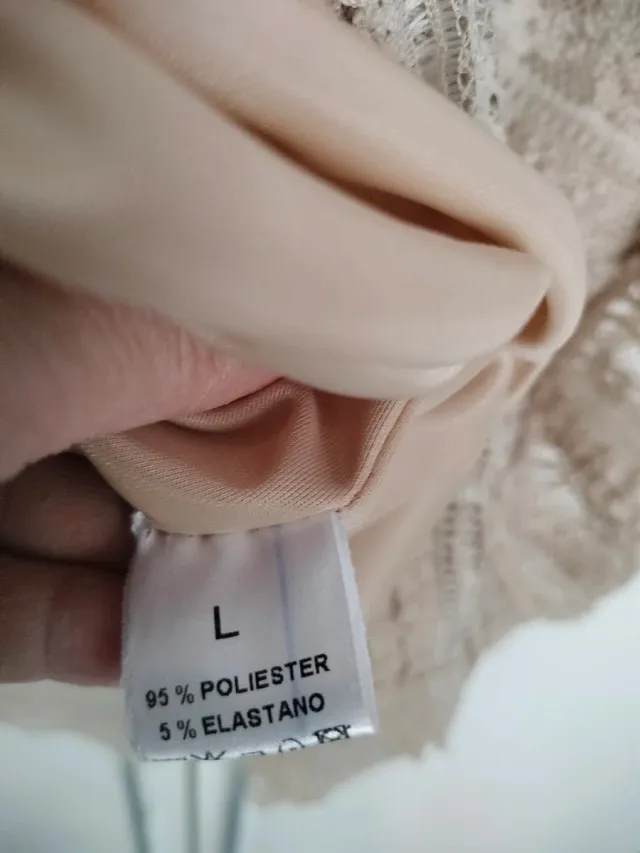 L
95 % POLIESTER
5 % ELASTANO